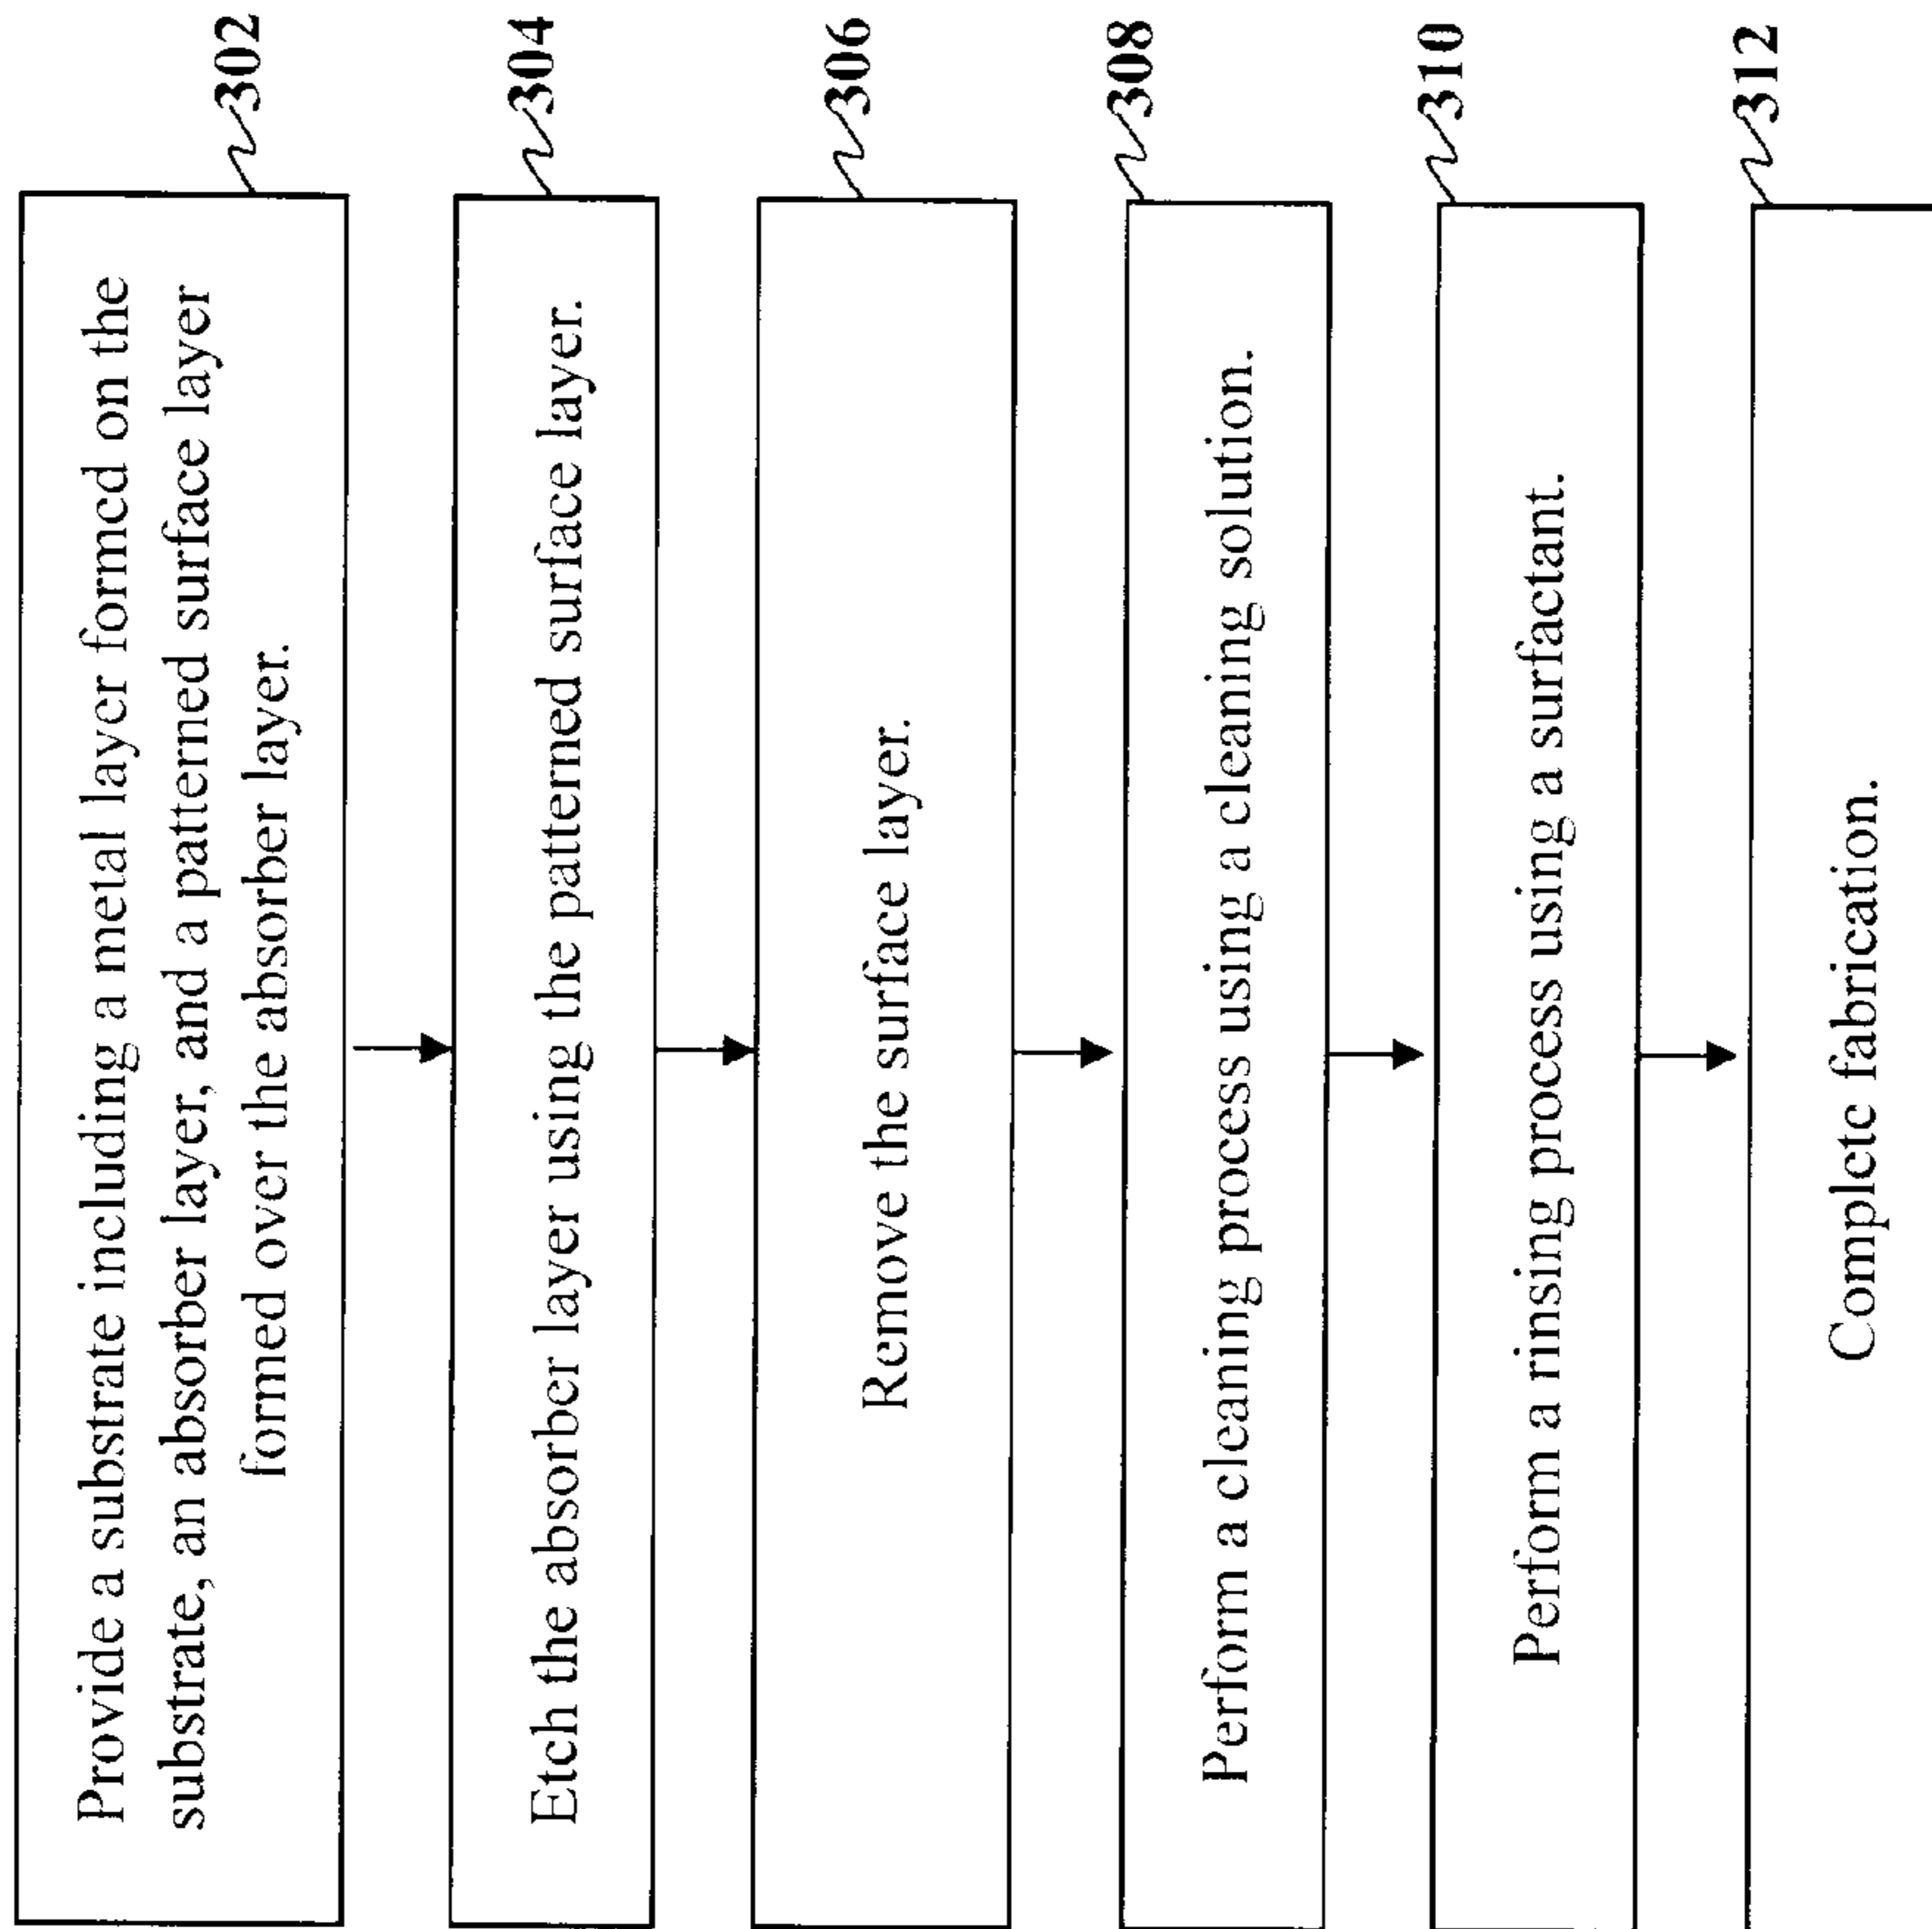 Provide a substrate including a metal layer formed on the
substrate, an absorber layer, and a patterned surface layer
formed over the absorber layer.
302
Etch the absorber layer using the patterned surface layer.
304
Remove the surface layer.
306
Perform a cleaning process using a cleaning solution.
308
Perform a rinsing process using a surfactant.
310
Complete fabrication.
312